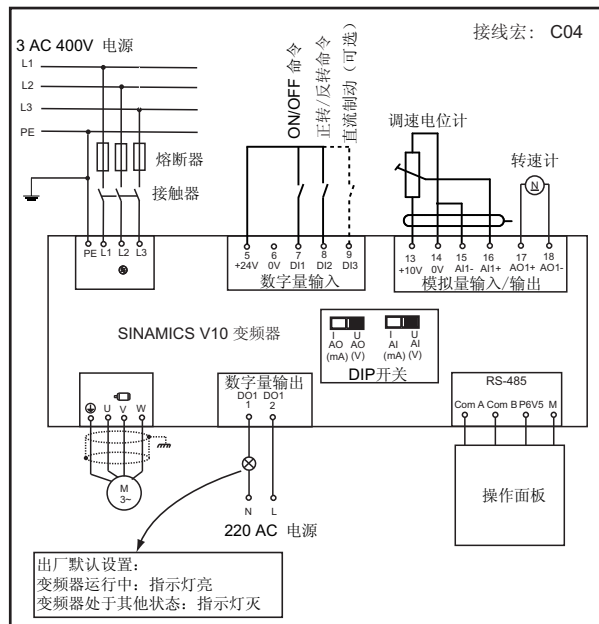 接线宏： C04
3 AC 400V 电源
L1
L2
L3
PE
熔断器
接触器
ON/OFF 命令
正转/反转命令
直流制动（可选）
调速电位计
转速计
N
PE L1 L2 L3
5 6 7 8 9
+24V 0V DI1 DI2 DI3
数字量输入
13 14 15 16 17 18
+10V 0V AI1- AI1+ AO1+ AO1-
模拟量输入/输出
SINAMICS V10 变频器
I U I U
AO AO AI AI
(mA) (V) (mA) (V)
DIP开关
U V W
数字量输出
DO1 DO1
1 2
RS-485
Com A Com B P6V5 M
M
3~
N L
220 AC 电源
操作面板
出厂默认设置：
变频器运行中：指示灯亮
变频器处于其他状态：指示灯灭